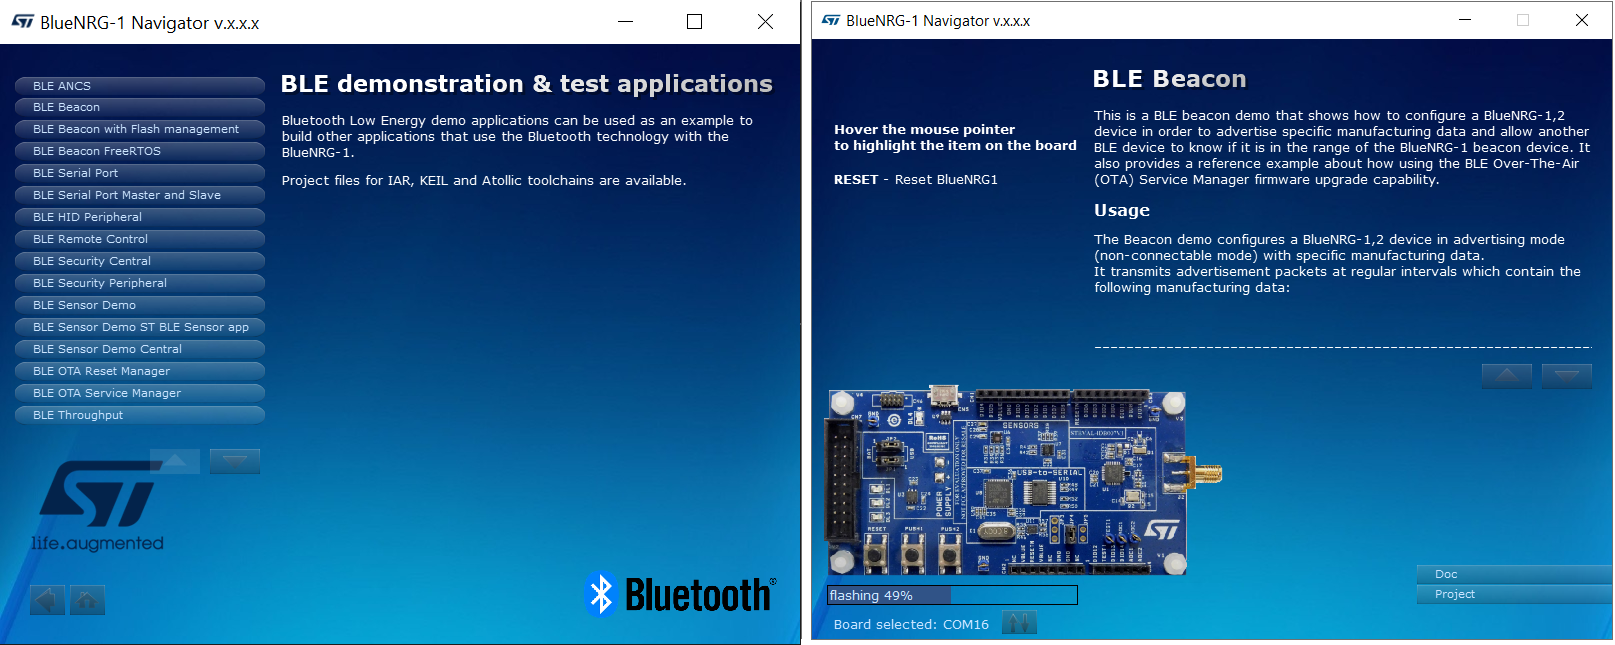 BlueNRG-1 Navigator v.x.x.x
BLE ANCS
BLE Beacon
BLE Beacon with Flash management
BLE Beacon FreeRTOS
BLE Serial Port
BLE Serial Port Master and Slave
BLE HID Peripheral
BLE Remote Control
BLE Security Central
BLE Security Peripheral
BLE Sensor Demo
BLE Sensor Demo ST BLE Sensor app
BLE Sensor Demo Central
BLE OTA Reset Manager
BLE OTA Service Manager
BLE Throughput
life.augmented
BLE demonstration & test applications
Bluetooth Low Energy demo applications can be used as an example to
build other applications that use the Bluetooth technology with the
BlueNRG-1.
Project files for IAR, KEIL and Atollic toolchains are available.
Bluetooth®
BlueNRG-1 Navigator v.x.x.x
Hover the mouse pointer
to highlight the item on the board
RESET - Reset BlueNRG1
BLE Beacon
This is a BLE beacon demo that shows how to configure a BlueNRG-1,2
device in order to advertise specific manufacturing data and allow another
BLE device to know if it is in the range of the BlueNRG-1 beacon device. It
also provides a reference example about how using the BLE Over-The-Air
(OTA) Service Manager firmware upgrade capability.
Usage
The Beacon demo configures a BlueNRG-1,2 device in advertising mode
(non-connectable mode) with specific manufacturing data.
It transmits advertisement packets at regular intervals which contain the
following manufacturing data:
SENSORS
RoHS
USB-to-SERIAL
POWER
SUPPLY
RESET
PUSH1
PUSH2
flashing 49%
Board selected: COM16
Doc
Project